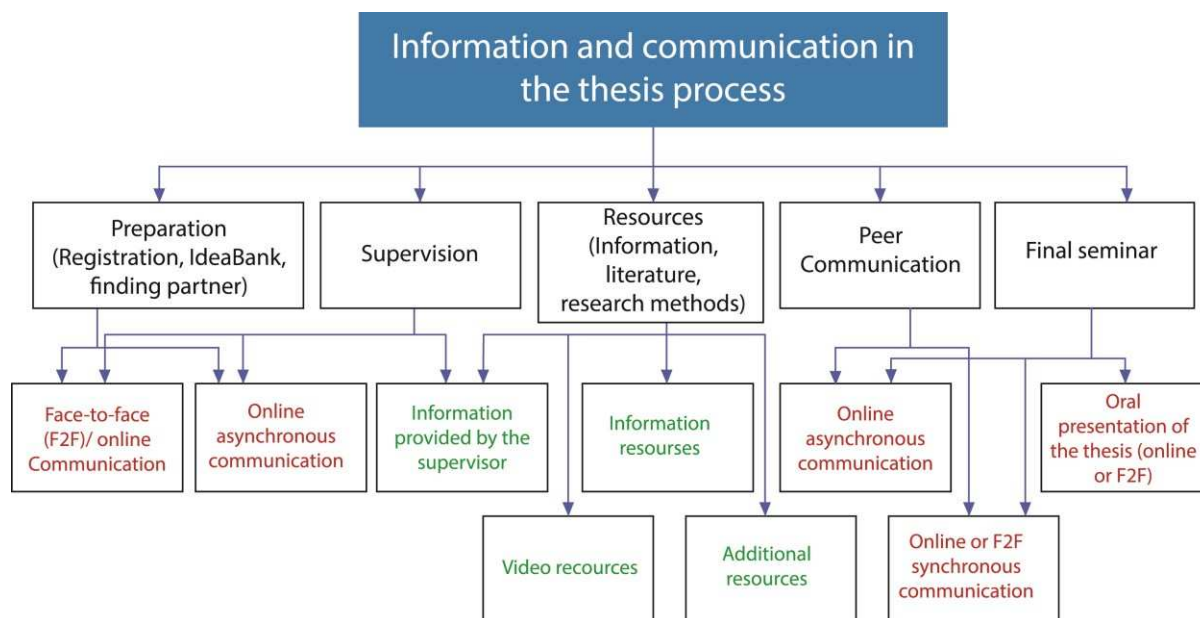 Information and communication in
the thesis process
Preparation
(Registration, IdeaBank,
finding partner)
Supervision
Resources
(Information,
literature,
research methods)
Peer
Communication
Final seminar
Face-to-face
(F2F)/ online
Communication
Online
asynchronous
communication
Information
provided by the
supervisor
Information
resourses
Online
asynchronous
communication
Oral
presentation of
the thesis (online
or F2F)
Video recources
Additional
resources
Online or F2F
synchronous
communication